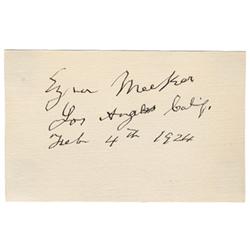 Ezra Meeker
Los Angeles Calif.
Feb 4th 1924